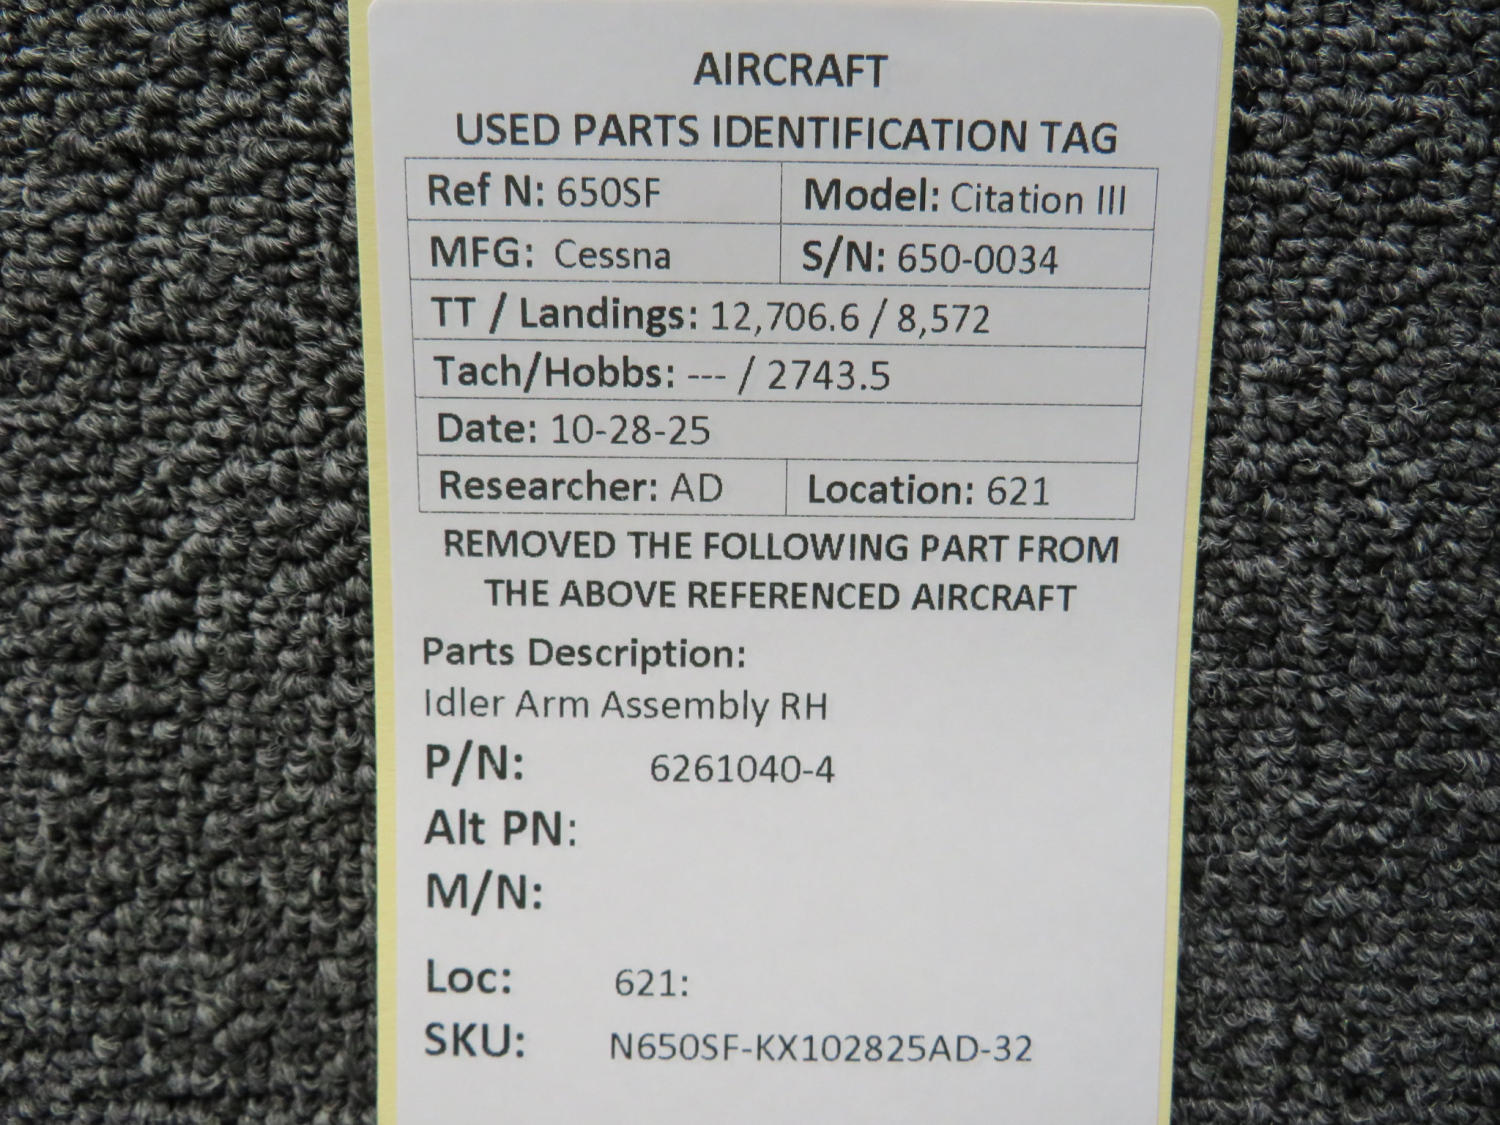 AIRCRAFT
USED PARTS IDENTIFICATION TAG
Ref N: 650SF Model: Citation III
MFG: Cessna S/N: 650-0034
TT / Landings: 12,706.6 / 8,572
Tach/Hobbs: --- / 2743.5
Date: 10-28-25
Researcher: AD Location: 621
REMOVED THE FOLLOWING PART FROM
THE ABOVE REFERENCED AIRCRAFT
Parts Description:
Idler Arm Assembly RH
P/N: 6261040-4
Alt PN:
M/N:
Loc: 621:
SKU: N650SF-KX102825AD-32